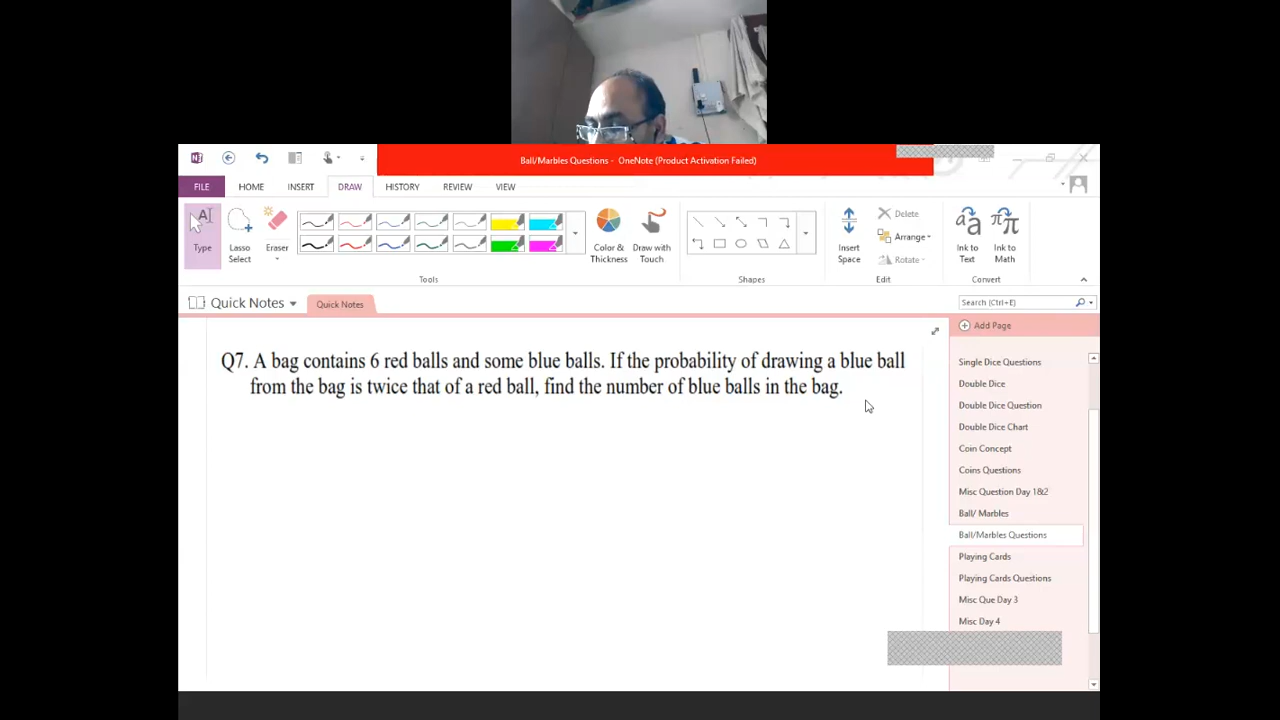 Ball/Marbles Questions - OneNote (Product Activation Failed)
FILE HOME INSERT DRAW HISTORY REVIEW VIEW
Type
Lasso Select
Eraser
Color & Thickness
Draw with Touch
Insert Space
Delete
Arrange
Rotate
Ink to Text
Ink to Math
Tools
Shapes
Edit
Convert
Quick Notes
Quick Notes
Search (Ctrl+E)
Add Page
Q7. A bag contains 6 red balls and some blue balls. If the probability of drawing a blue ball
from the bag is twice that of a red ball, find the number of blue balls in the bag.
Single Dice Questions
Double Dice
Double Dice Question
Double Dice Chart
Coin Concept
Coins Questions
Misc Question Day 1&2
Ball/ Marbles
Ball/Marbles Questions
Playing Cards
Playing Cards Questions
Misc Que Day 3
Misc Day 4